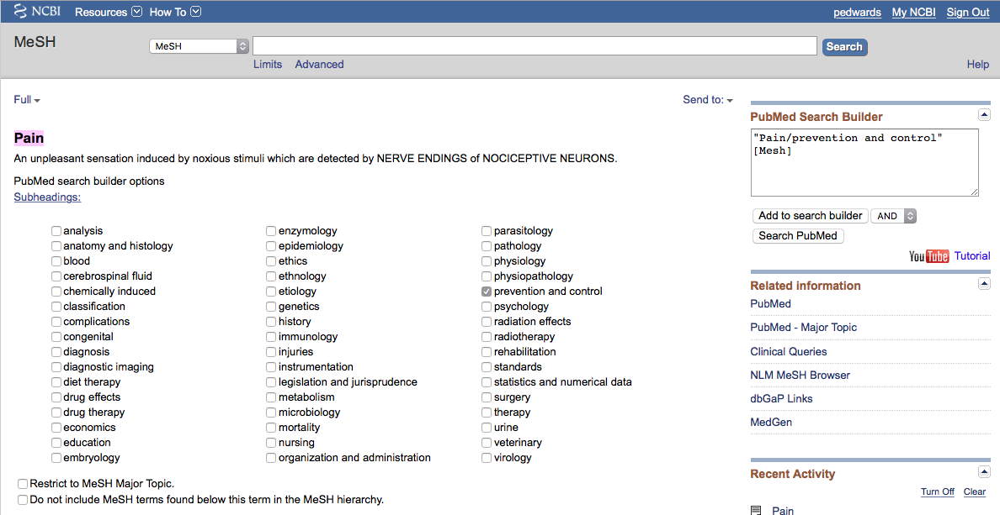 NCBI Resources How To pedwards My NCBI Sign Out
MeSH MeSH Search
Limits Advanced Help
Full Send to:
Pain
An unpleasant sensation induced by noxious stimuli which are detected by NERVE ENDINGS of NOCICEPTIVE NEURONS.
PubMed search builder options
Subheadings:
analysis
anatomy and histology
blood
cerebrospinal fluid
chemically induced
classification
complications
congenital
diagnosis
diagnostic imaging
diet therapy
drug effects
drug therapy
economics
education
embryology
enzymology
epidemiology
ethics
ethnology
etiology
genetics
history
immunology
injuries
instrumentation
legislation and jurisprudence
metabolism
microbiology
mortality
nursing
organization and administration
parasitology
pathology
physiology
physiopathology
prevention and control
psychology
radiation effects
radiotherapy
rehabilitation
standards
statistics and numerical data
surgery
therapy
urine
veterinary
virology
Restrict to MeSH Major Topic.
Do not include MeSH terms found below this term in the MeSH hierarchy.
PubMed Search Builder
"Pain/prevention and control"
[Mesh]
Add to search builder AND
Search PubMed
YouTube Tutorial
Related information
PubMed
PubMed - Major Topic
Clinical Queries
NLM MeSH Browser
dbGaP Links
MedGen
Recent Activity
Turn Off Clear
Pain